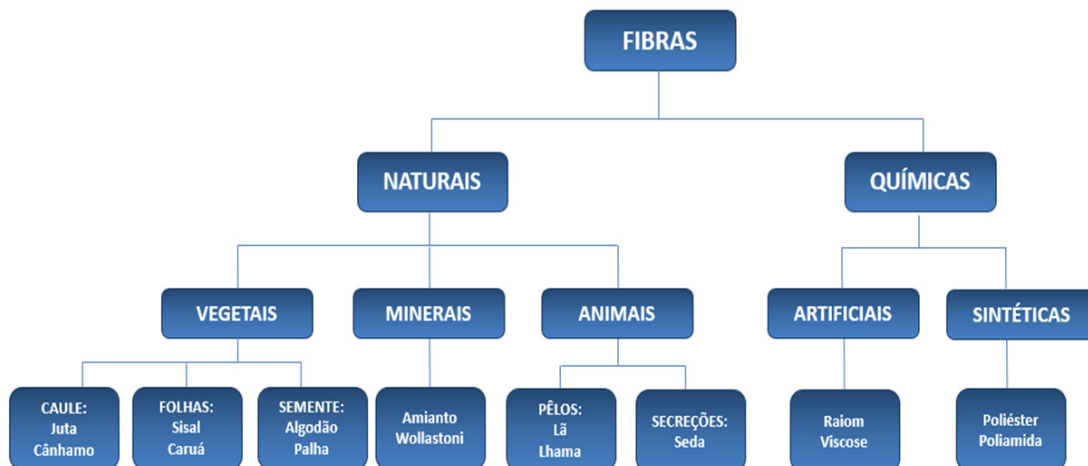 FIBRAS
NATURAIS
QUÍMICAS
VEGETAIS
MINERAIS
ANIMAIS
ARTIFICIAIS
SINTÉTICAS
CAULE:
Juta
Cânhamo
FOLHAS:
Sisal
Caruá
SEMENTE:
Algodão
Palha
Amianto
Wollastoni
PÊLOS:
Lã
Lhama
SECREÇÕES:
Seda
Raiom
Viscose
Poliéster
Poliamida